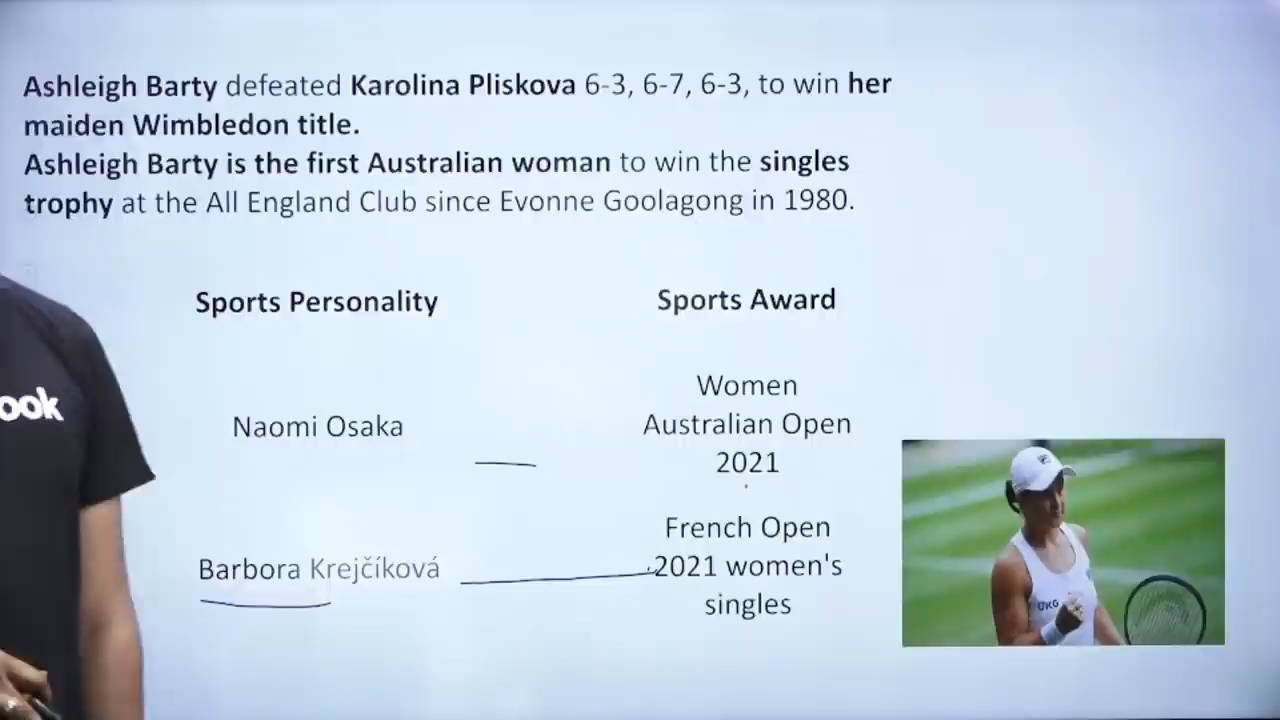 Ashleigh Barty defeated Karolina Pliskova 6-3, 6-7, 6-3, to win her
maiden Wimbledon title.
Ashleigh Barty is the first Australian woman to win the singles
trophy at the All England Club since Evonne Goolagong in 1980.
Sports Personality
Sports Award
Naomi Osaka
Women
Australian Open
2021
Barbora Krejčíková
French Open
2021 women's
singles
ook
UKG